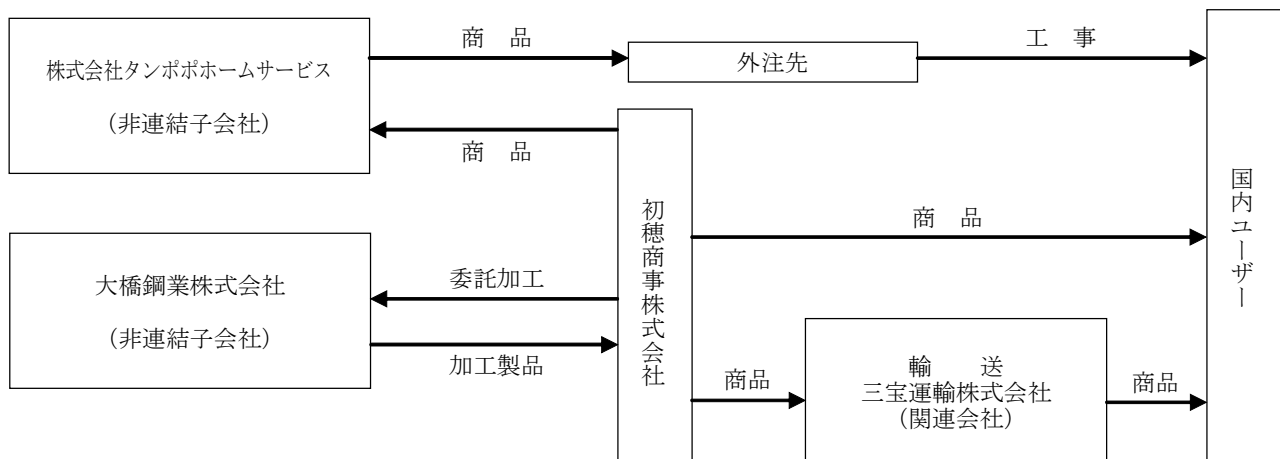 商　品
工　事
株式会社タンポポホームサービス
（非連結子会社）
外注先
商　品
初穂商事株式会社
国内ユーザー
商　品
大橋鋼業株式会社
（非連結子会社）
委託加工
加工製品
輸　送
三宝運輸株式会社
（関連会社）
商品
商品